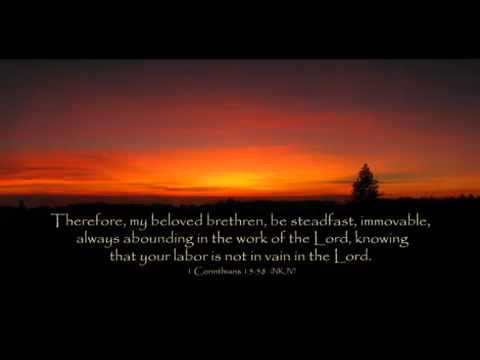 Therefore, my beloved brethren, be steadfast, immovable,
always abounding in the work of the Lord, knowing
that your labor is not in vain in the Lord.
1 Corinthians 15:58 (NKJV)